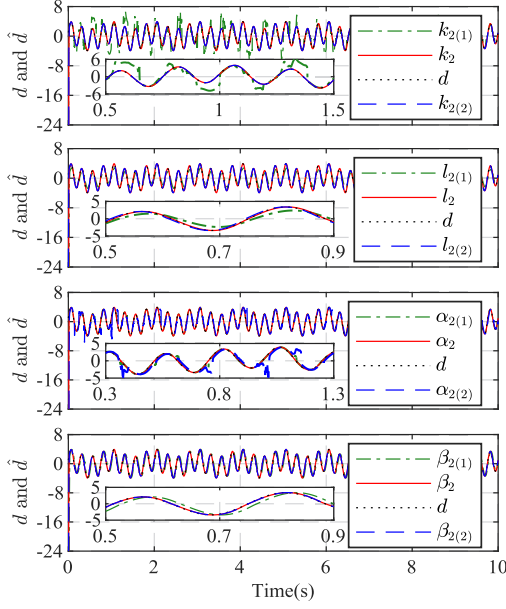 8
0
-8
-16
-24
d and d̂
6
0
-6
0.5
1
1.5
k₂₍₁₎
k₂
d
k₂₍₂₎
8
0
-8
-16
-24
d and d̂
5
0
-5
0.5
0.7
0.9
l₂₍₁₎
l₂
d
l₂₍₂₎
8
0
-8
-16
-24
d and d̂
5
0
-5
0.3
0.8
1.3
α₂₍₁₎
α₂
d
α₂₍₂₎
8
0
-8
-16
-24
d and d̂
5
0
-5
0.5
0.7
0.9
β₂₍₁₎
β₂
d
β₂₍₂₎
0 2 4 6 8 10
Time(s)